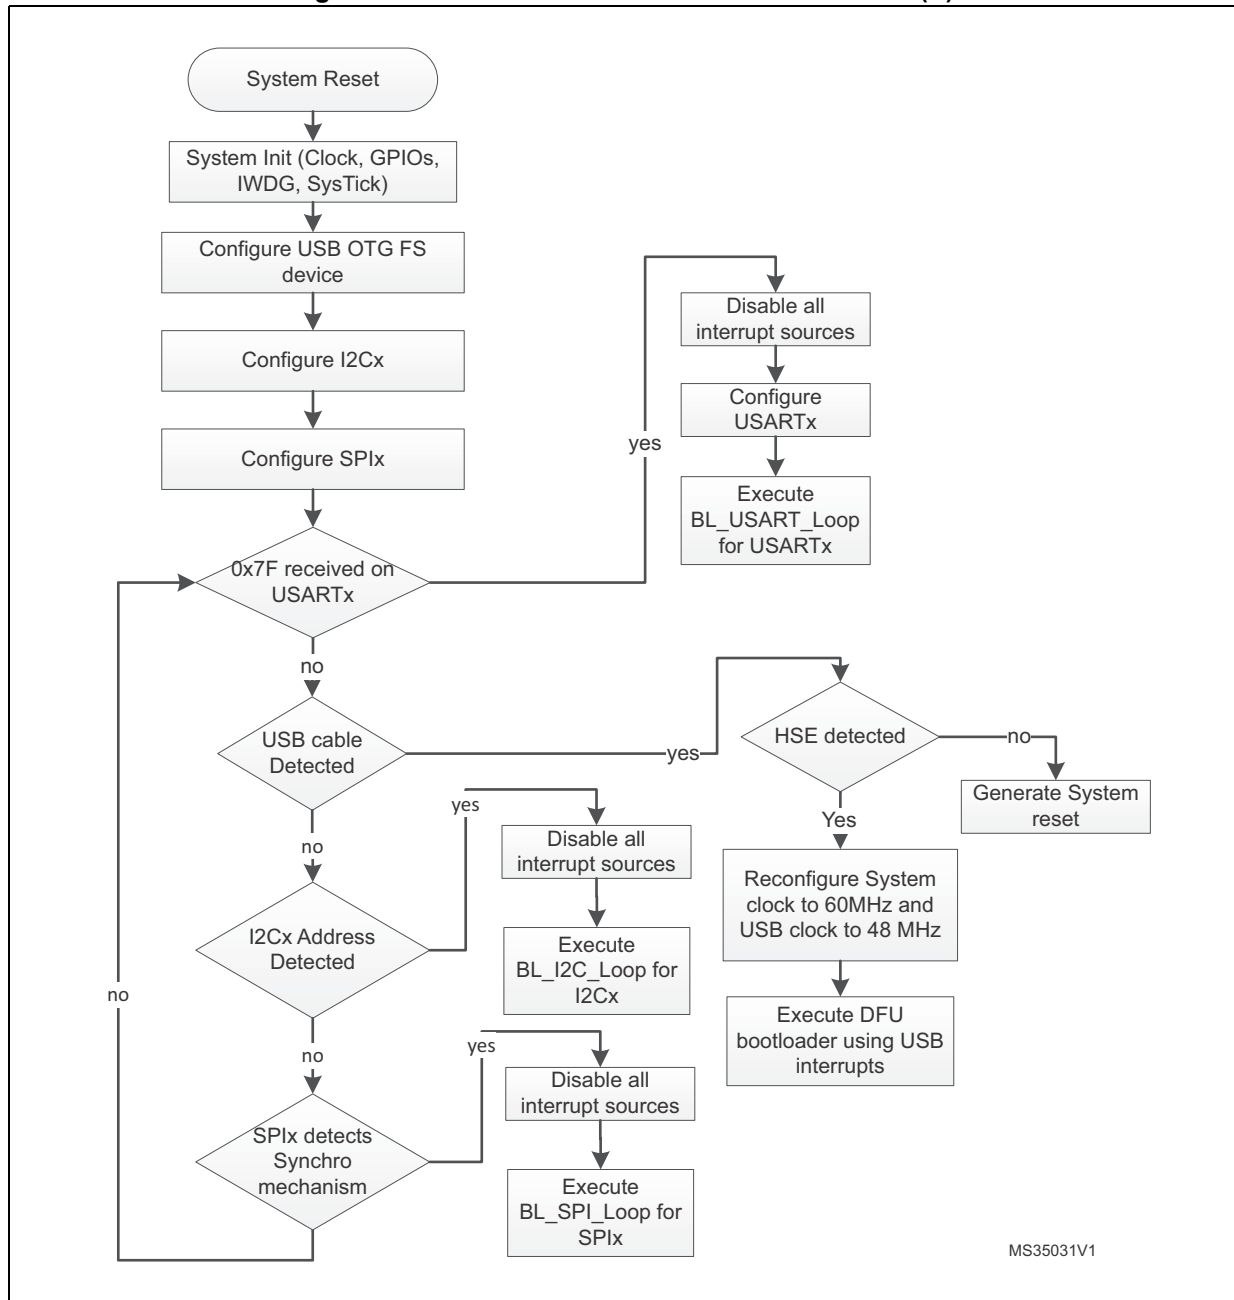 System Reset
System Init (Clock, GPIOs,
IWDG, SysTick)
Configure USB OTG FS
device
Configure I2Cx
Configure SPIx
0x7F received on
USARTx
yes
Disable all
interrupt sources
Configure
USARTx
Execute
BL_USART_Loop
for USARTx
no
USB cable
Detected
yes
HSE detected
no
Generate System
reset
Yes
Reconfigure System
clock to 60MHz and
USB clock to 48 MHz
Execute DFU
bootloader using USB
interrupts
no
I2Cx Address
Detected
yes
Disable all
interrupt sources
Execute
BL_I2C_Loop for
I2Cx
no
SPIx detects
Synchro
mechanism
yes
Disable all
interrupt sources
Execute
BL_SPI_Loop for
SPIx
no
MS35031V1